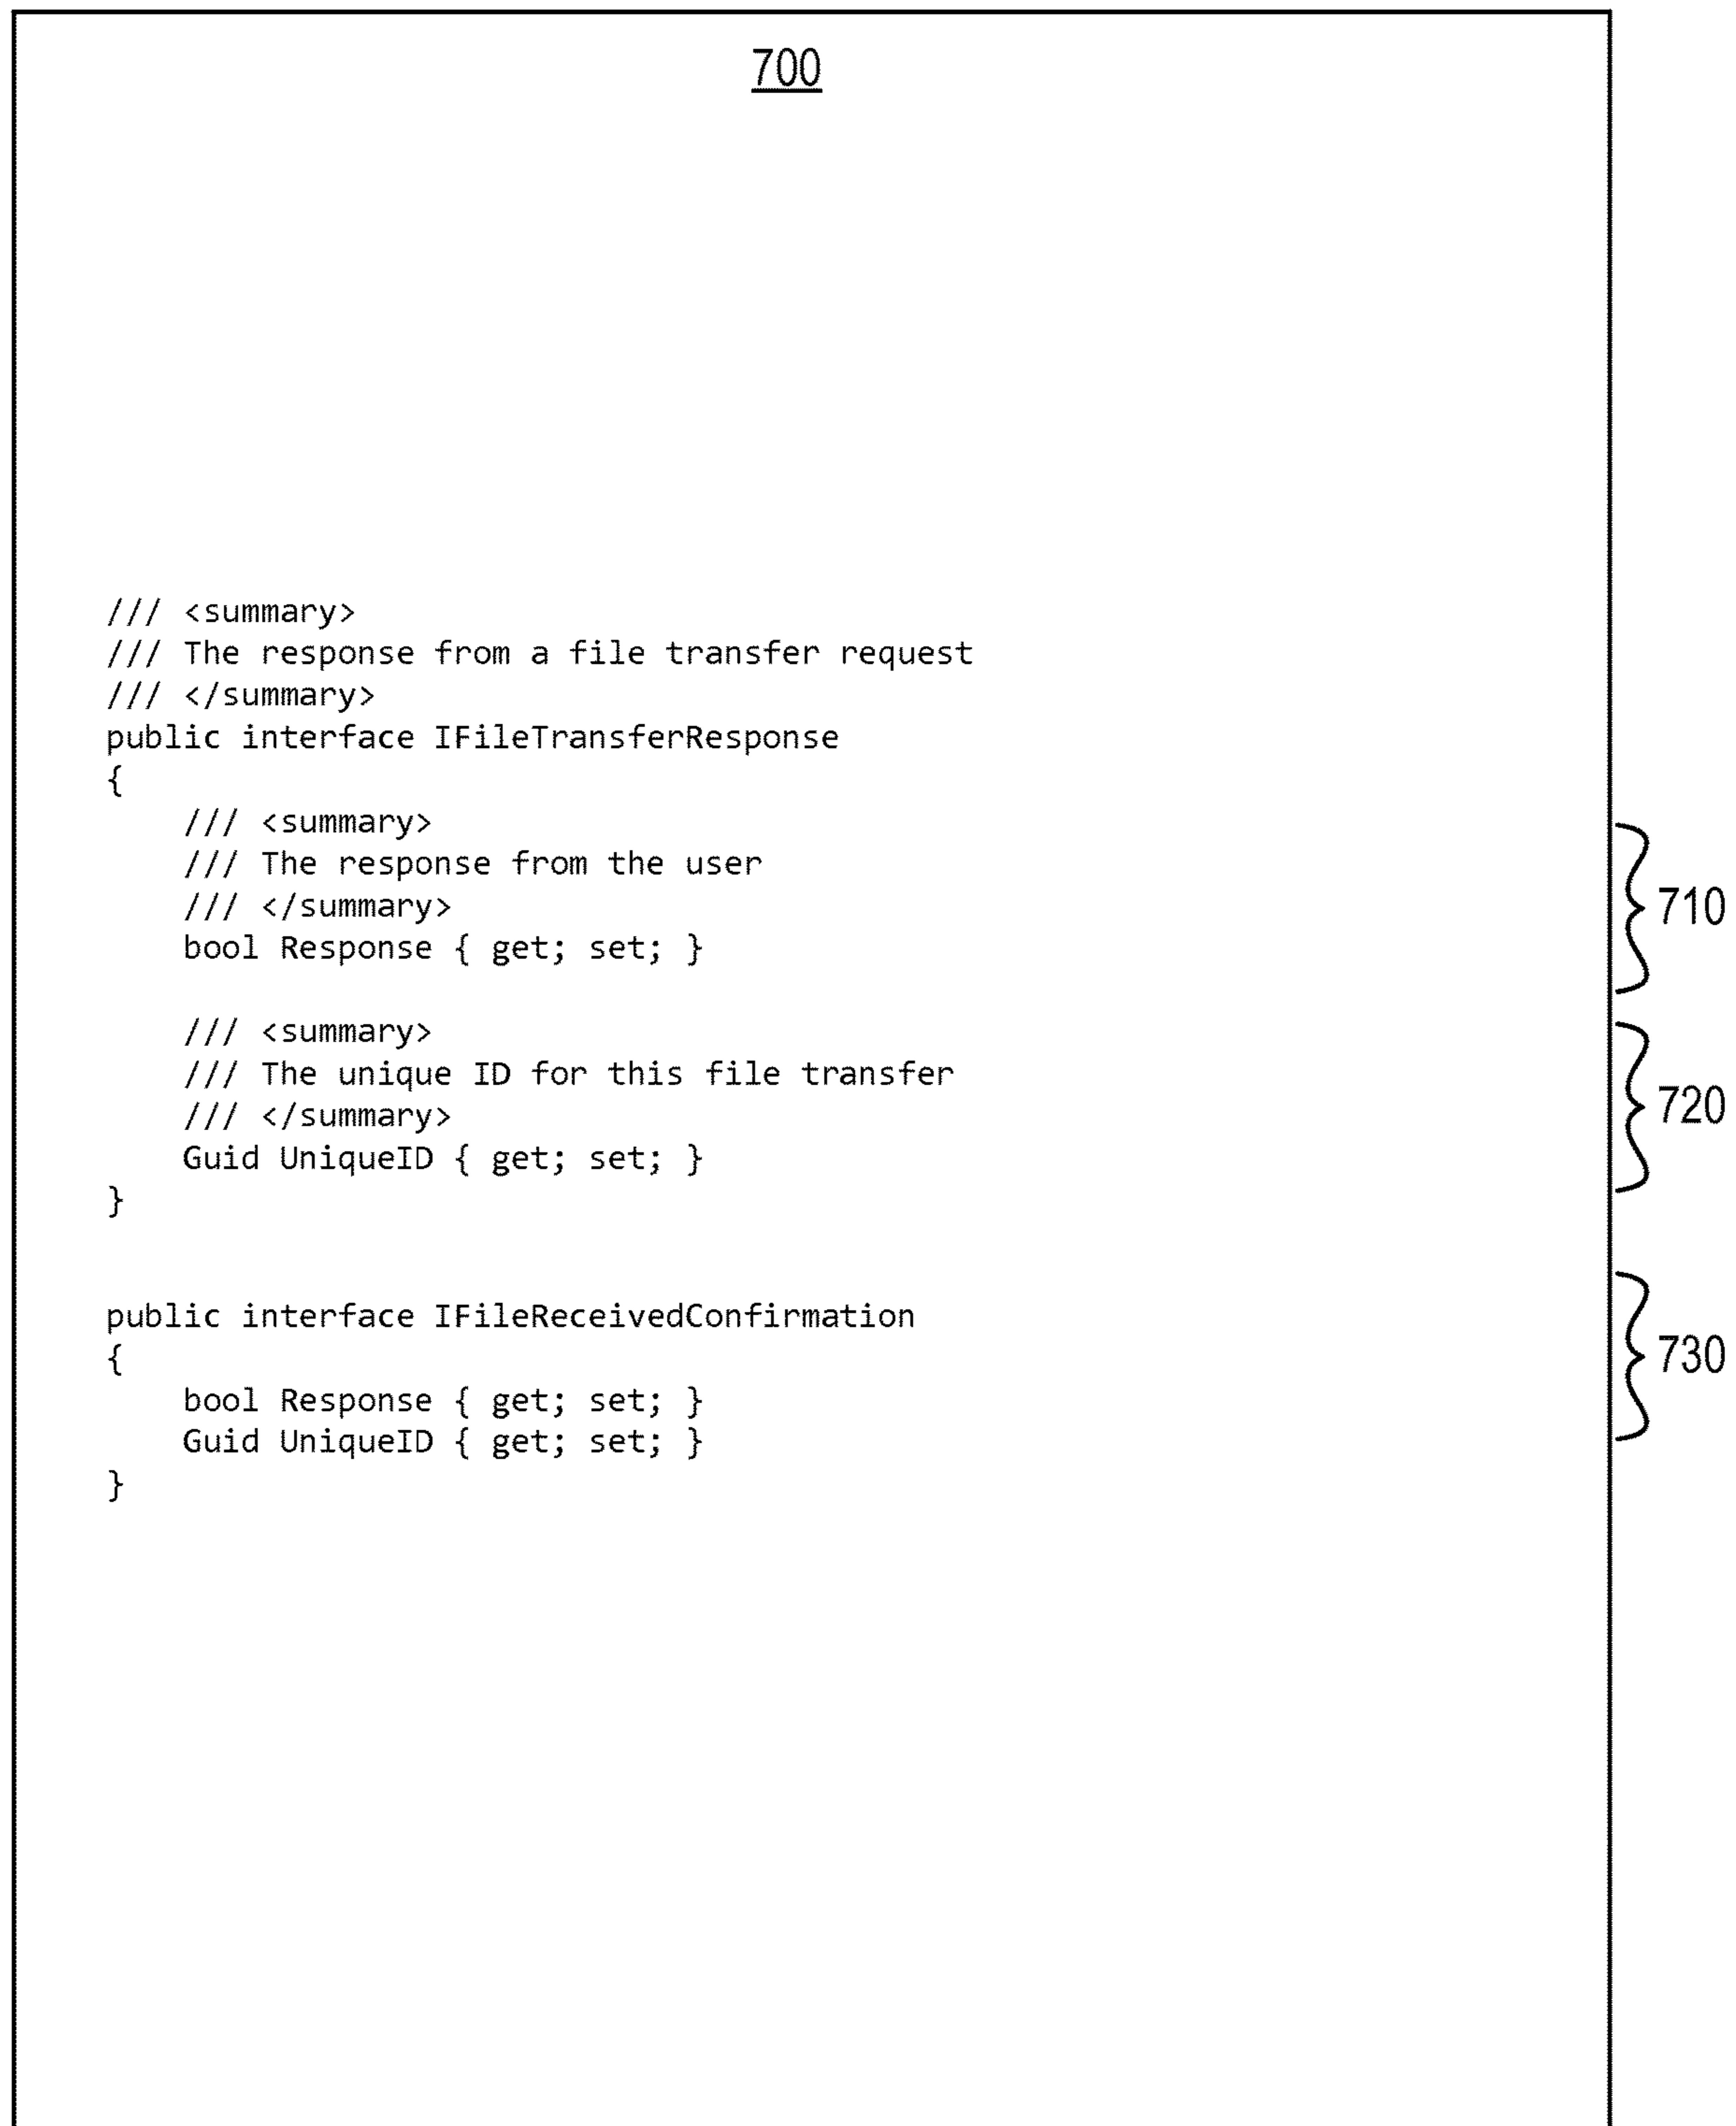 700
/// <summary>
/// The response from a file transfer request
/// </summary>
public interface IFileTransferResponse
{
    /// <summary>
    /// The response from the user
    /// </summary>
    bool Response { get; set; }
710
    /// <summary>
    /// The unique ID for this file transfer
    /// </summary>
    Guid UniqueID { get; set; }
720
}
public interface IFileReceivedConfirmation
{
    bool Response { get; set; }
    Guid UniqueID { get; set; }
}
730